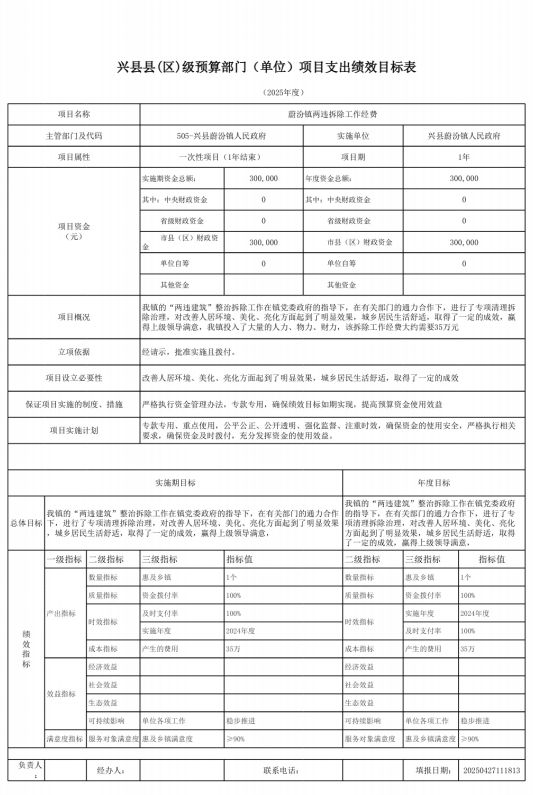 兴县县(区)级预算部门（单位）项目支出绩效目标表
（2025年度）
项目名称 蔚汾镇两违拆除工作经费
主管部门及代码 505-兴县蔚汾镇人民政府 实施单位 兴县蔚汾镇人民政府
项目属性 一次性项目（1年结束） 项目期 1年
项目资金（元） 实施期资金总额： 300,000 年度资金总额： 300,000
其中：中央财政资金 0 其中：中央财政资金 0
省级财政资金 0 省级财政资金 0
市县（区）财政资金 300,000 市县（区）财政资金 300,000
单位自筹 0 单位自筹 0
其他资金 其他资金
项目概况
我镇的“两违建筑”整治拆除工作在镇党委政府的指导下，在有关部门的通力合作下，进行了专项清理拆
除治理，对改善人居环境、美化、亮化方面起到了明显效果，城乡居民生活舒适，取得了一定的成效，赢
得上级领导满意，我镇投入了大量的人力、物力、财力，该拆除工作经费大约需要35万元
立项依据 经请示，批准实施且拨付。
项目设立必要性 改善人居环境、美化、亮化方面起到了明显效果，城乡居民生活舒适，取得了一定的成效
保证项目实施的制度、措施 严格执行资金管理办法，专款专用，确保绩效目标如期实现，提高预算资金使用效益
项目实施计划
专款专用、重点使用，公平公正、公开透明、强化监督、注重时效，确保资金的使用安全，严格执行相关
要求，确保资金及时拨付，充分发挥资金的使用效益。
实施期目标 年度目标
总体目标
我镇的“两违建筑”整治拆除工作在镇党委政府的指导下，在有关部门的通力合作
下，进行了专项清理拆除治理，对改善人居环境、美化、亮化方面起到了明显效果
，城乡居民生活舒适，取得了一定的成效，赢得上级领导满意，
我镇的“两违建筑”整治拆除工作在镇党委政府
的指导下，在有关部门的通力合作下，进行了专
项清理拆除治理，对改善人居环境、美化、亮化
方面起到了明显效果，城乡居民生活舒适，取得
了一定的成效，赢得上级领导满意，
绩效指标
一级指标 二级指标 三级指标 指标值 二级指标 三级指标 指标值
产出指标 数量指标 惠及乡镇 1个 数量指标 惠及乡镇 1个
质量指标 资金拨付率 100% 质量指标 资金拨付率 100%
时效指标 及时支付率 100% 时效指标 实施年度 2024年度
实施年度 2024年度 及时支付率 100%
成本指标 产生的费用 35万 成本指标 产生的费用 35万
效益指标 经济效益 经济效益
社会效益 社会效益
生态效益 生态效益
可持续影响 单位各项工作 稳步推进 可持续影响 单位各项工作 稳步推进
满意度指标 服务对象满意度 惠及乡镇满意度 ≥90% 服务对象满意 惠及乡镇满意度 ≥90%
负责人： 经办人： 联系电话： 填报日期： 20250427111813